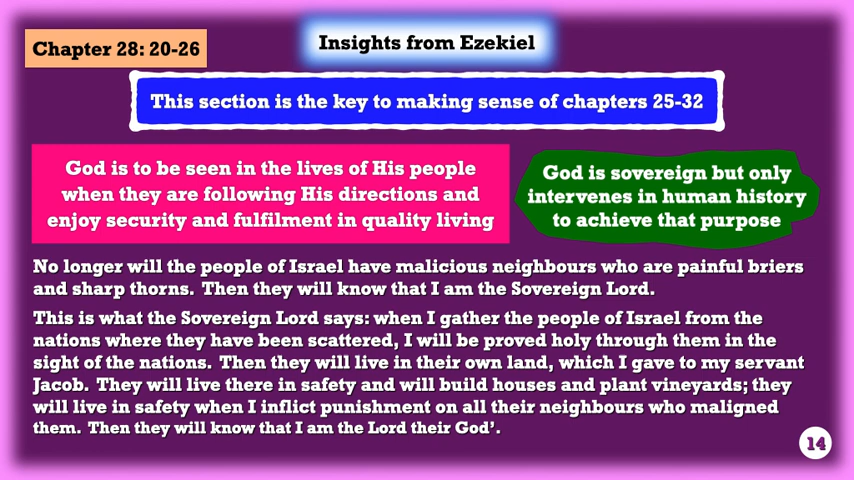 Chapter 28: 20-26
Insights from Ezekiel
This section is the key to making sense of chapters 25-32
God is to be seen in the lives of His people
when they are following His directions and
enjoy security and fulfilment in quality living
God is sovereign but only
intervenes in human history
to achieve that purpose
No longer will the people of Israel have malicious neighbours who are painful briers
and sharp thorns. Then they will know that I am the Sovereign Lord.
This is what the Sovereign Lord says: when I gather the people of Israel from the
nations where they have been scattered, I will be proved holy through them in the
sight of the nations. Then they will live in their own land, which I gave to my servant
Jacob. They will live there in safety and will build houses and plant vineyards; they
will live in safety when I inflict punishment on all their neighbours who maligned
them. Then they will know that I am the Lord their God’.
14